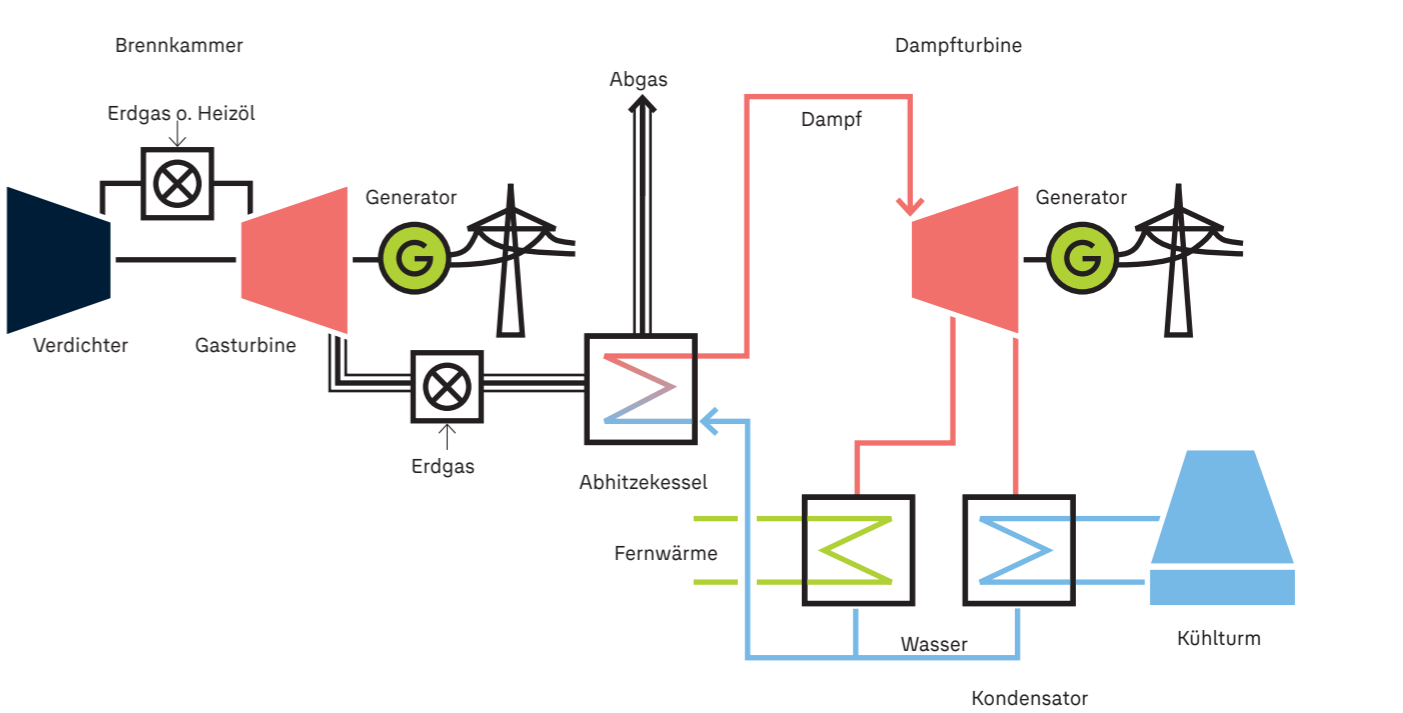 Brennkammer
Dampfturbine
Abgas
Erdgas o. Heizöl
Dampf
Generator
Generator
G
G
Verdichter
Gasturbine
Erdgas
Abhitzekessel
Fernwärme
Wasser
Kühlturm
Kondensator